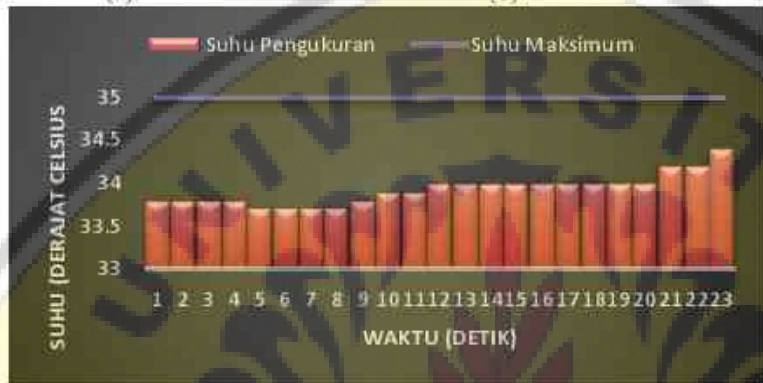 Suhu Pengukuran Suhu Maksimum
SUHU (DERAJAT CELSIUS)
35
34.5
34
33.5
33
1 2 3 4 5 6 7 8 9 10 11 12 13 14 15 16 17 18 19 20 21 22 23
WAKTU (DETIK)
UNIVERSIT